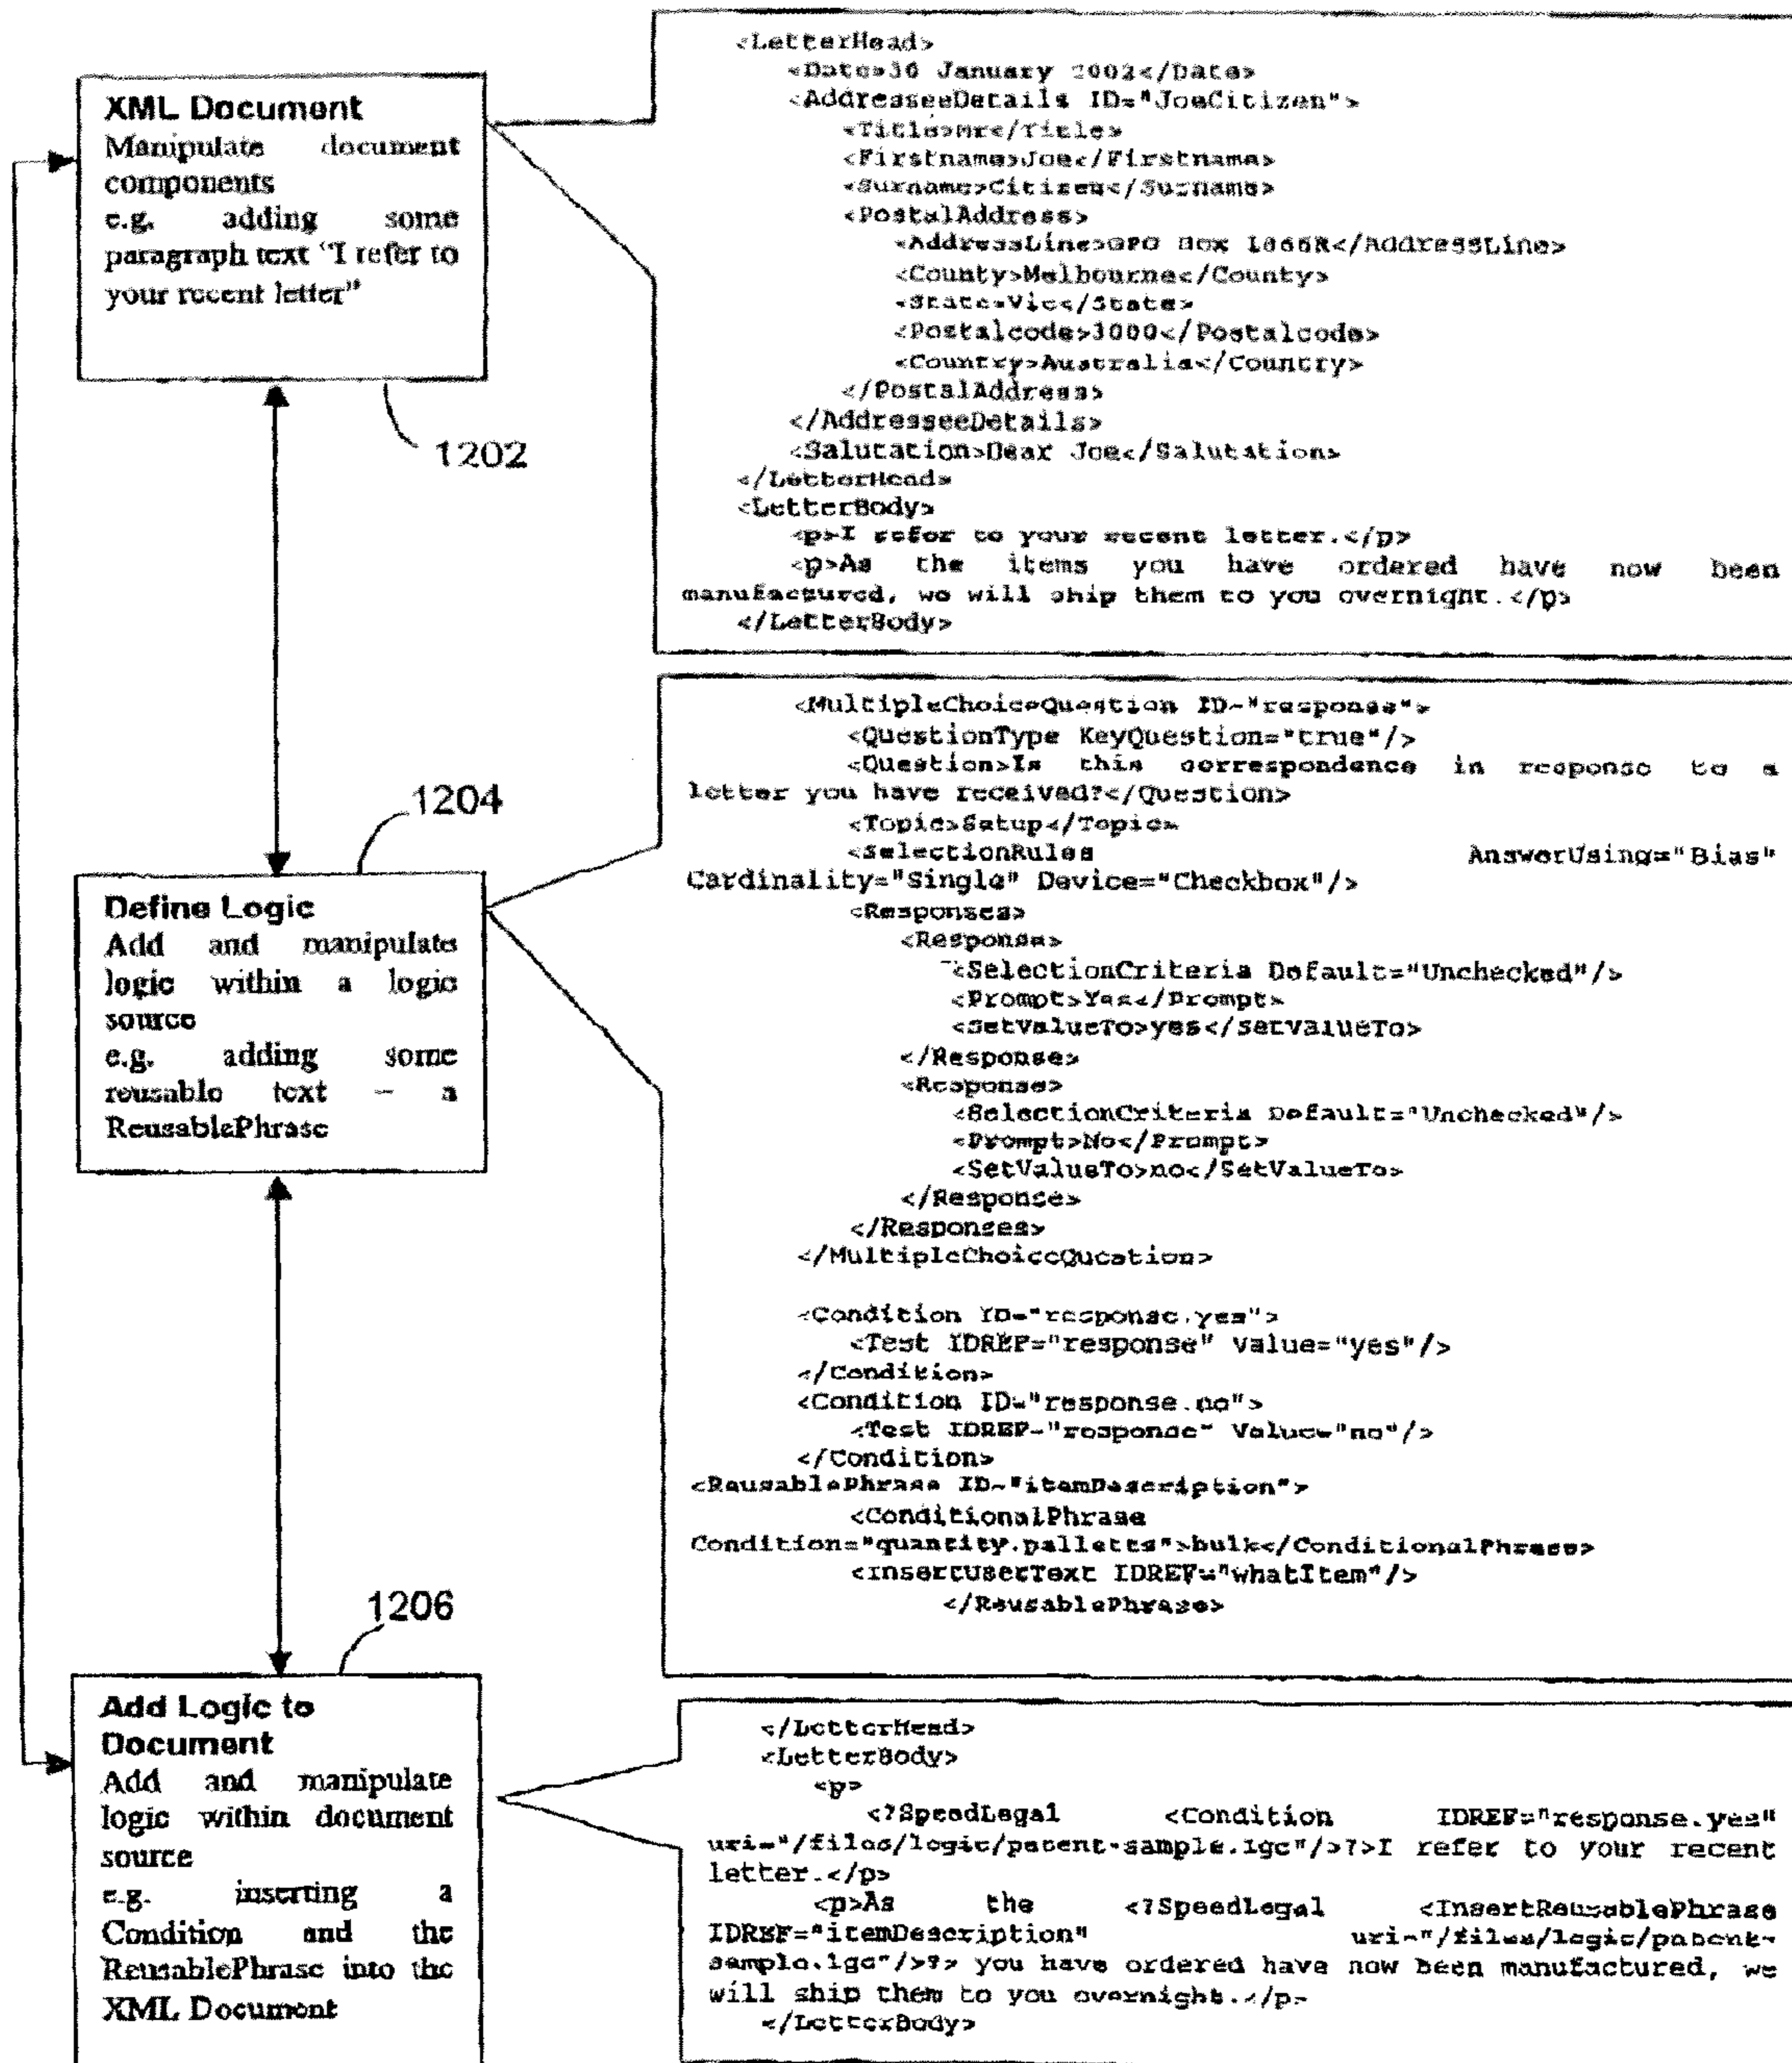 XML Document
Manipulate document
components
e.g. adding some
paragraph text "I refer to
your recent letter"
1202
<LetterHead>
<Date>30 January 2002</Date>
<AddresseeDetails ID="JoeCitizen">
<Title>Mr</Title>
<Firstname>Joe</Firstname>
<Surname>Citizen</Surname>
<PostalAddress>
<AddressLine>GPO Box 1866R</AddressLine>
<County>Melbourne</County>
<State>Vic</State>
<Postalcode>3000</Postalcode>
<Country>Australia</Country>
</PostalAddress>
</AddresseeDetails>
<Salutation>Dear Joe</Salutation>
</LetterHead>
<LetterBody>
<p>I refer to your recent letter.</p>
<p>As the items you have ordered have now been
manufactured, we will ship them to you overnight.</p>
</LetterBody>
1204
Define Logic
Add and manipulate
logic within a logic
source
e.g. adding some
reusable text – a
ReusablePhrase
<MultipleChoiceQuestion ID="response">
<QuestionType KeyQuestion="true"/>
<Question>Is this correspondence in response to a
letter you have received?</Question>
<Topic>Setup</Topic>
<SelectionRules AnswerUsing="Bias"
Cardinality="Single" Device="Checkbox"/>
<Responses>
<Response>
<SelectionCriteria Default="Unchecked"/>
<Prompt>Yes</Prompt>
<SetValueTo>yes</SetValueTo>
</Response>
<Response>
<SelectionCriteria Default="Unchecked"/>
<Prompt>No</Prompt>
<SetValueTo>no</SetValueTo>
</Response>
</Responses>
</MultipleChoiceQuestion>
<Condition ID="response.yes">
<Test IDREF="response" Value="yes"/>
</Condition>
<Condition ID="response.no">
<Test IDREF="response" Value="no"/>
</Condition>
<ReusablePhrase ID="itemDescription">
<ConditionalPhrase
Condition="quantity.palletts">bulk</ConditionalPhrase>
<InsertUserText IDREF="whatItem"/>
</ReusablePhrase>
1206
Add Logic to
Document
Add and manipulate
logic within document
source
e.g. inserting a
Condition and the
ReusablePhrase into the
XML Document
</LetterHead>
<LetterBody>
<p>
<?SpeedLegal <Condition IDREF="response.yes"
uri="/files/logic/patent-sample.lgc"/>?>I refer to your recent
letter.</p>
<p>As the <?SpeedLegal <InsertReusablePhrase
IDREF="itemDescription" uri="/files/logic/patent-
sample.lgc"/>?> you have ordered have now been manufactured, we
will ship them to you overnight.</p>
</LetterBody>